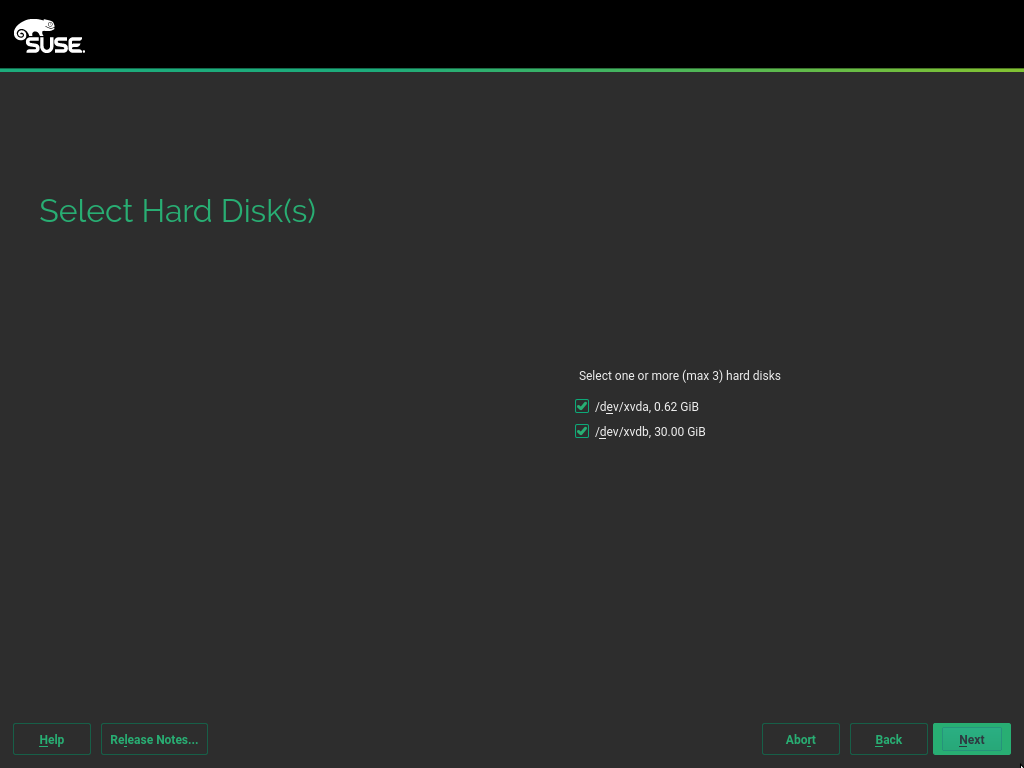 SUSE.
Select Hard Disk(s)
Select one or more (max 3) hard disks
/dev/xvda, 0.62 GiB
/dev/xvdb, 30.00 GiB
Help
Release Notes...
Abort
Back
Next